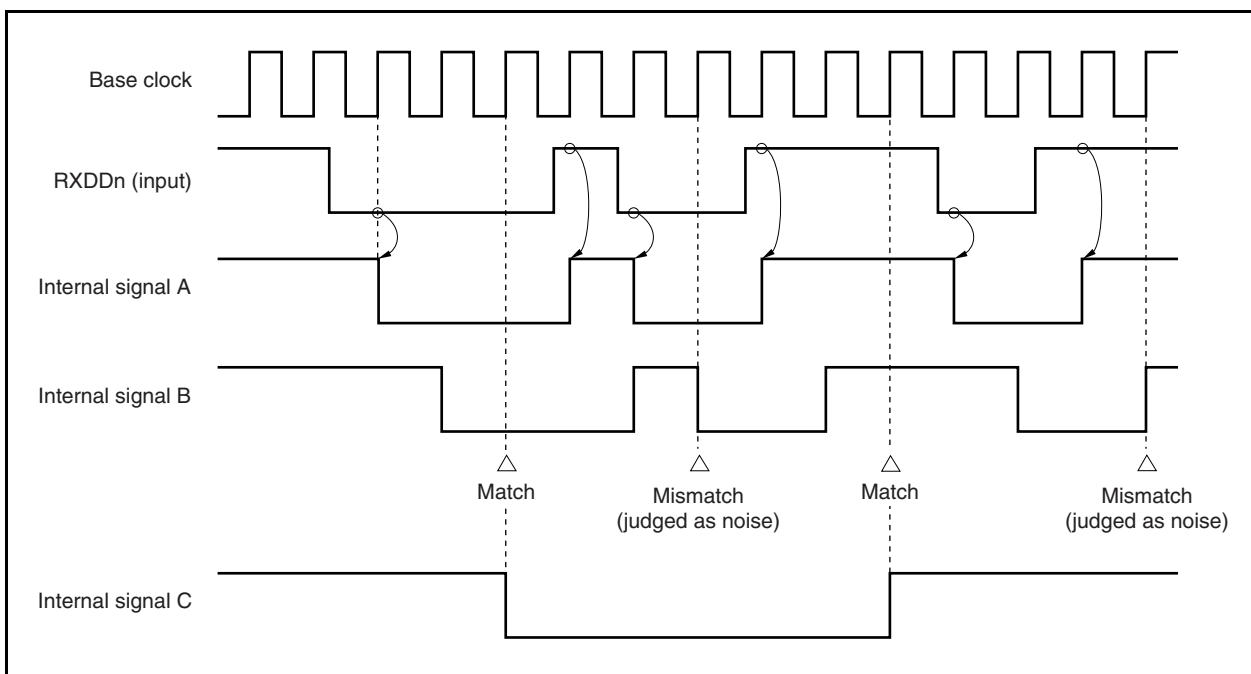 Base clock
RXDDn (input)
Internal signal A
Internal signal B
Match
Mismatch
(judged as noise)
Match
Mismatch
(judged as noise)
Internal signal C